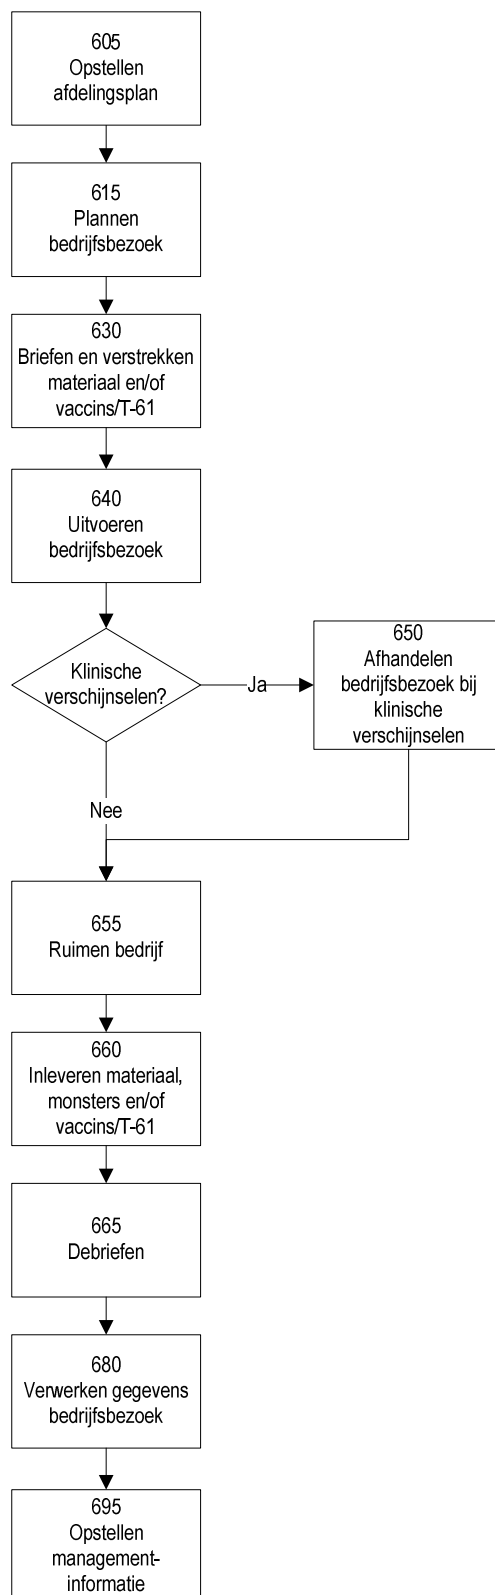 605
Opstellen
afdelingsplan
615
Plannen
bedrijfsbezoek
630
Briefen en verstrekken
materiaal en/of
vaccins/T-61
640
Uitvoeren
bedrijfsbezoek
Klinische
verschijnselen?
Ja
650
Afhandelen
bedrijfsbezoek bij
klinische
verschijnselen
Nee
655
Ruimen bedrijf
660
Inleveren materiaal,
monsters en/of
vaccins/T-61
665
Debriefen
680
Verwerken gegevens
bedrijfsbezoek
695
Opstellen
management-
informatie